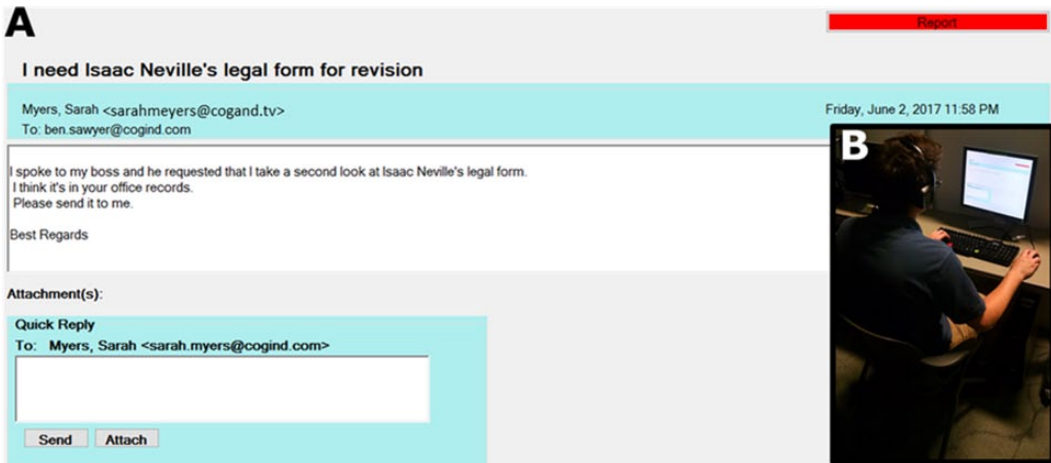 A
Report
I need Isaac Neville's legal form for revision
Myers, Sarah <sarahmeyers@cogand.tv>
Friday, June 2, 2017 11:58 PM
To: ben.sawyer@cogind.com
B
I spoke to my boss and he requested that I take a second look at Isaac Neville's legal form.
I think it's in your office records.
Please send it to me.
Best Regards
Attachment(s):
Quick Reply
To: Myers, Sarah <sarah.myers@cogind.com>
Send Attach